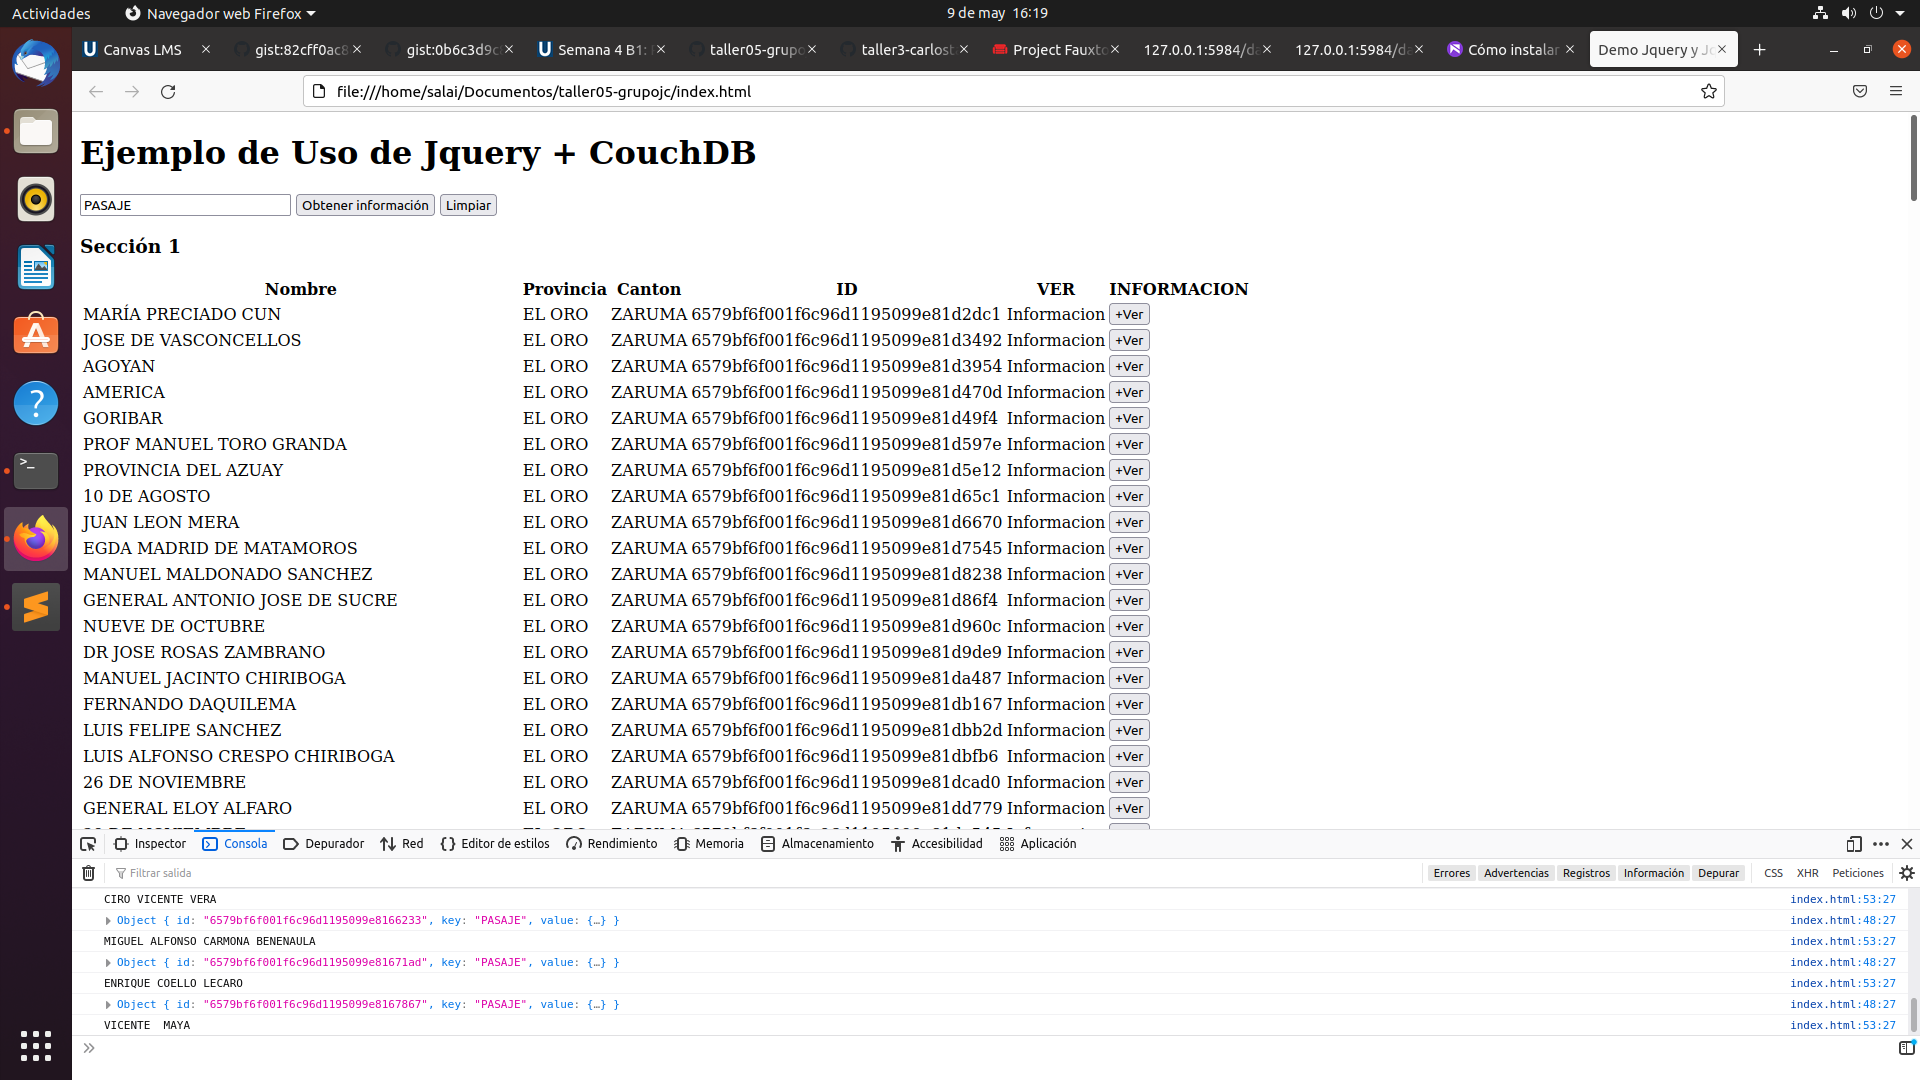 Actividades Navegador web Firefox 9 de may 16:19
Canvas LMS gist:82cff0ac8 gist:0b6c3d9c Semana 4 B1: taller05-grupo taller3-carlost Project Fauxto 127.0.0.1:5984/da 127.0.0.1:5984/da Cómo instalar Demo Jquery y Jc
file:///home/salai/Documentos/taller05-grupojc/index.html
Ejemplo de Uso de Jquery + CouchDB
PASAJE Obtener información Limpiar
Sección 1
Nombre Provincia Canton ID VER INFORMACION
MARÍA PRECIADO CUN EL ORO ZARUMA 6579bf6f001f6c96d1195099e81d2dc1 Informacion +Ver
JOSE DE VASCONCELLOS EL ORO ZARUMA 6579bf6f001f6c96d1195099e81d3492 Informacion +Ver
AGOYAN EL ORO ZARUMA 6579bf6f001f6c96d1195099e81d3954 Informacion +Ver
AMERICA EL ORO ZARUMA 6579bf6f001f6c96d1195099e81d470d Informacion +Ver
GORIBAR EL ORO ZARUMA 6579bf6f001f6c96d1195099e81d49f4 Informacion +Ver
PROF MANUEL TORO GRANDA EL ORO ZARUMA 6579bf6f001f6c96d1195099e81d597e Informacion +Ver
PROVINCIA DEL AZUAY EL ORO ZARUMA 6579bf6f001f6c96d1195099e81d5e12 Informacion +Ver
10 DE AGOSTO EL ORO ZARUMA 6579bf6f001f6c96d1195099e81d65c1 Informacion +Ver
JUAN LEON MERA EL ORO ZARUMA 6579bf6f001f6c96d1195099e81d6670 Informacion +Ver
EGDA MADRID DE MATAMOROS EL ORO ZARUMA 6579bf6f001f6c96d1195099e81d7545 Informacion +Ver
MANUEL MALDONADO SANCHEZ EL ORO ZARUMA 6579bf6f001f6c96d1195099e81d8238 Informacion +Ver
GENERAL ANTONIO JOSE DE SUCRE EL ORO ZARUMA 6579bf6f001f6c96d1195099e81d86f4 Informacion +Ver
NUEVE DE OCTUBRE EL ORO ZARUMA 6579bf6f001f6c96d1195099e81d960c Informacion +Ver
DR JOSE ROSAS ZAMBRANO EL ORO ZARUMA 6579bf6f001f6c96d1195099e81d9de9 Informacion +Ver
MANUEL JACINTO CHIRIBOGA EL ORO ZARUMA 6579bf6f001f6c96d1195099e81da487 Informacion +Ver
FERNANDO DAQUILEMA EL ORO ZARUMA 6579bf6f001f6c96d1195099e81db167 Informacion +Ver
LUIS FELIPE SANCHEZ EL ORO ZARUMA 6579bf6f001f6c96d1195099e81dbb2d Informacion +Ver
LUIS ALFONSO CRESPO CHIRIBOGA EL ORO ZARUMA 6579bf6f001f6c96d1195099e81dbfb6 Informacion +Ver
26 DE NOVIEMBRE EL ORO ZARUMA 6579bf6f001f6c96d1195099e81dcad0 Informacion +Ver
GENERAL ELOY ALFARO EL ORO ZARUMA 6579bf6f001f6c96d1195099e81dd779 Informacion +Ver
Inspector Consola Depurador Red Editor de estilos Rendimiento Memoria Almacenamiento Accesibilidad Aplicación
Filtrar salida Errores Advertencias Registros Información Depurar CSS XHR Peticiones
CIRO VICENTE VERA index.html:53:27
Object { id: "6579bf6f001f6c96d1195099e8166233", key: "PASAJE", value: {…} } index.html:48:27
MIGUEL ALFONSO CARMONA BENENAULA index.html:53:27
Object { id: "6579bf6f001f6c96d1195099e81671ad", key: "PASAJE", value: {…} } index.html:48:27
ENRIQUE COELLO LECARO index.html:53:27
Object { id: "6579bf6f001f6c96d1195099e8167867", key: "PASAJE", value: {…} } index.html:48:27
VICENTE  MAYA index.html:53:27